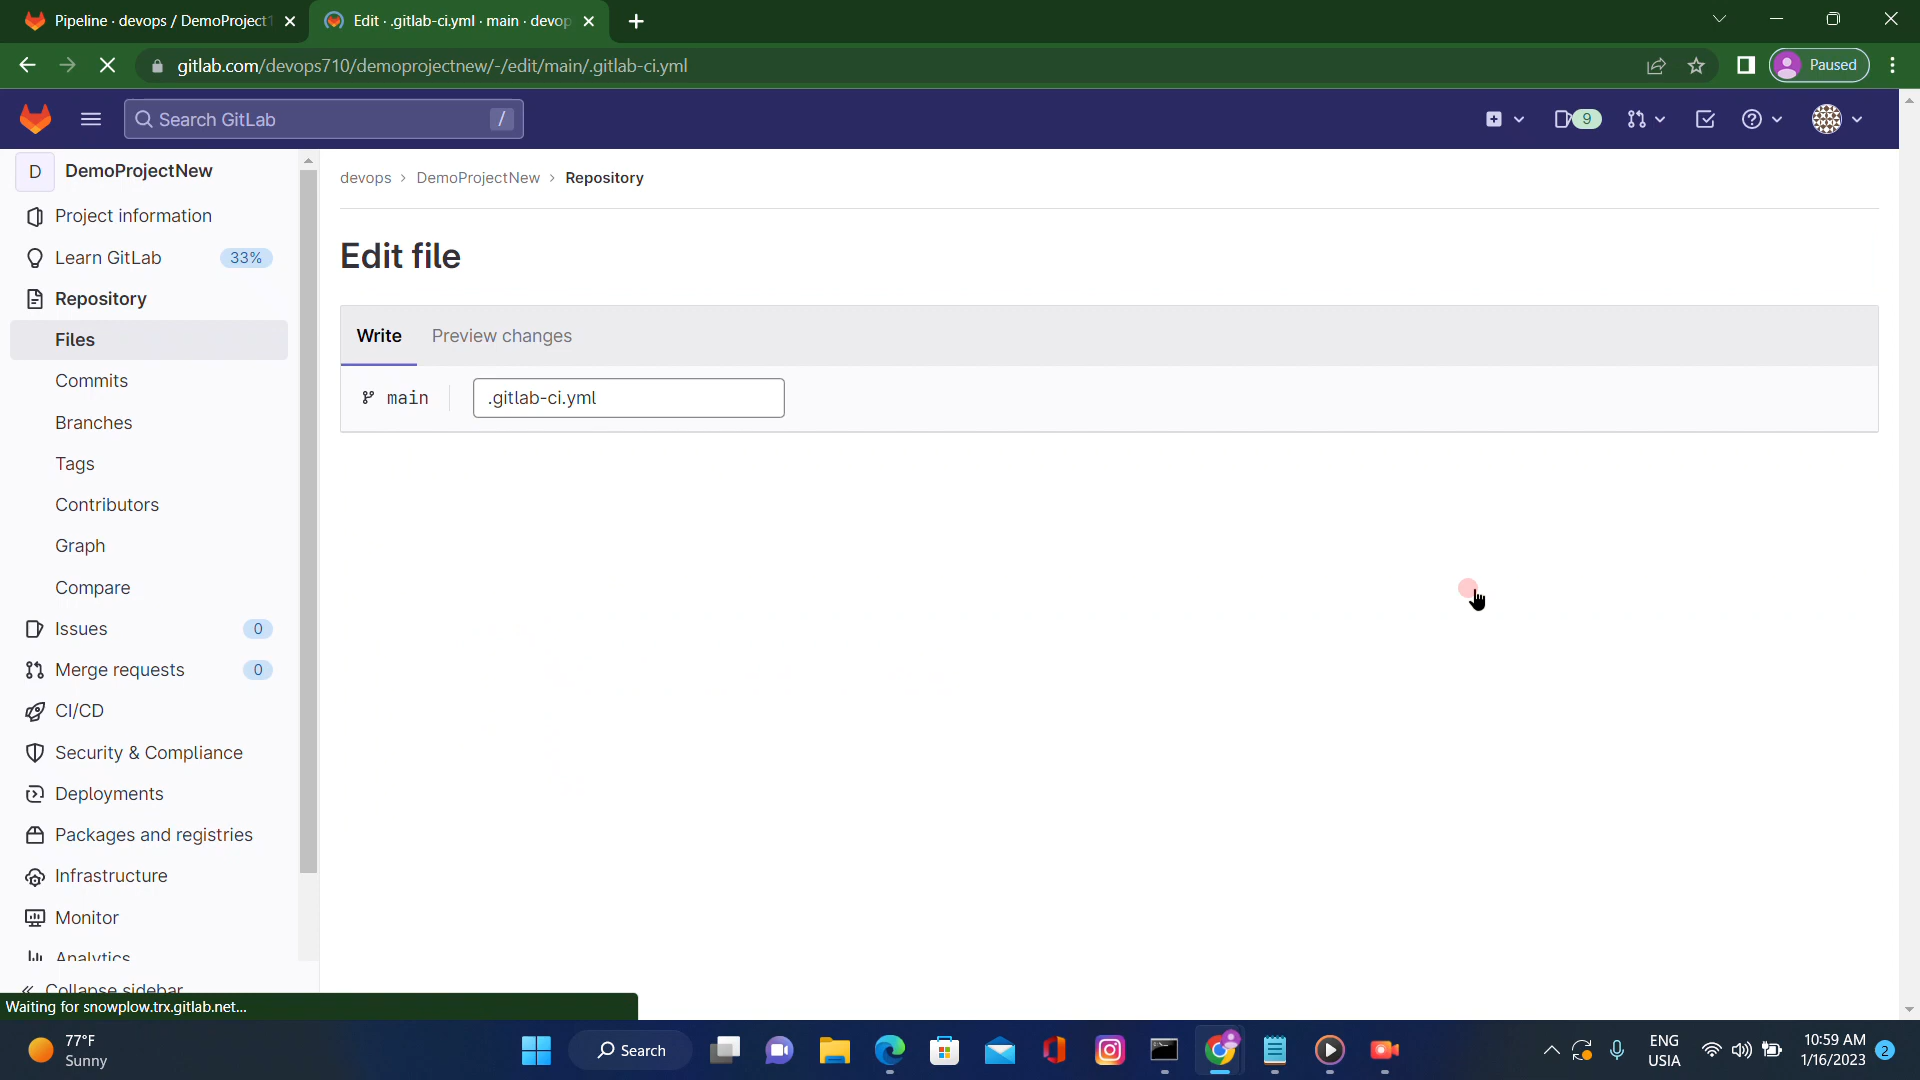 Pipeline · devops / DemoProject1
Edit · .gitlab-ci.yml · main · devop
gitlab.com/devops710/demoprojectnew/-/edit/main/.gitlab-ci.yml
Paused
Search GitLab
/
9
D
DemoProjectNew
Project information
Learn GitLab
33%
Repository
Files
Commits
Branches
Tags
Contributors
Graph
Compare
Issues
0
Merge requests
0
CI/CD
Security & Compliance
Deployments
Packages and registries
Infrastructure
Monitor
Analytics
Collapse sidebar
devops › DemoProjectNew › Repository
Edit file
Write
Preview changes
main
.gitlab-ci.yml
Waiting for snowplow.trx.gitlab.net...
77°F
Sunny
Search
ENG
USIA
10:59 AM
1/16/2023
2